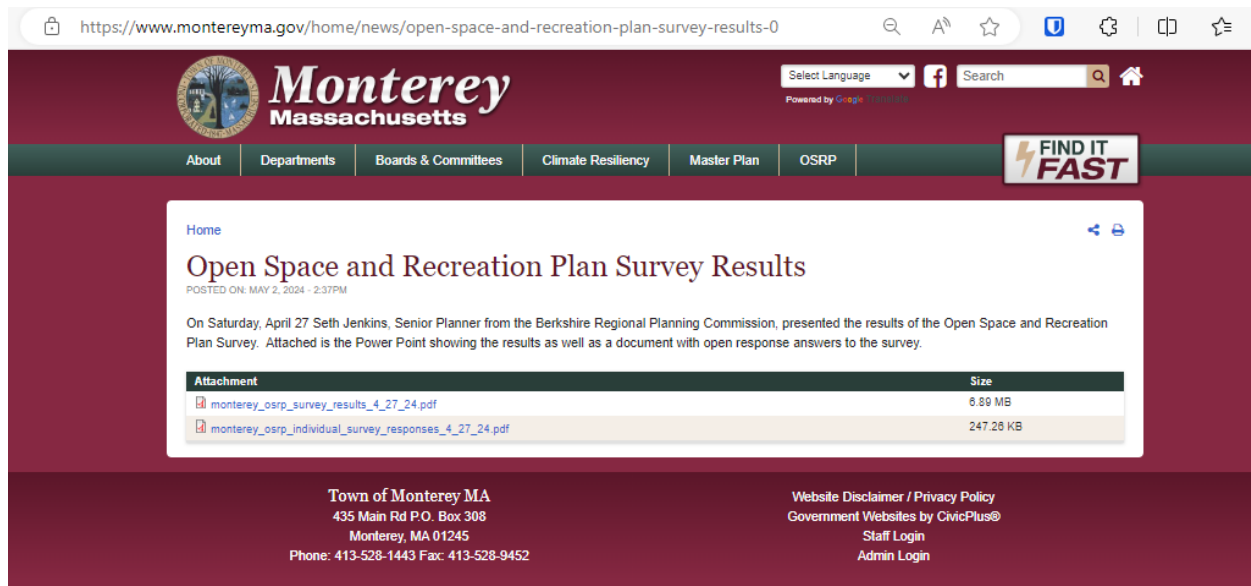 https://www.montereyma.gov/home/news/open-space-and-recreation-plan-survey-results-0
Monterey
Massachusetts
Select Language
Powered by Google Translate
Search
About Departments Boards & Committees Climate Resiliency Master Plan OSRP
FIND IT
FAST
Home
Open Space and Recreation Plan Survey Results
POSTED ON: MAY 2, 2024 - 2:37PM
On Saturday, April 27 Seth Jenkins, Senior Planner from the Berkshire Regional Planning Commission, presented the results of the Open Space and Recreation
Plan Survey. Attached is the Power Point showing the results as well as a document with open response answers to the survey.
Attachment Size
monterey_osrp_survey_results_4_27_24.pdf 6.89 MB
monterey_osrp_individual_survey_responses_4_27_24.pdf 247.26 KB
Town of Monterey MA
435 Main Rd P.O. Box 308
Monterey, MA 01245
Phone: 413-528-1443 Fax: 413-528-9452
Website Disclaimer / Privacy Policy
Government Websites by CivicPlus®
Staff Login
Admin Login